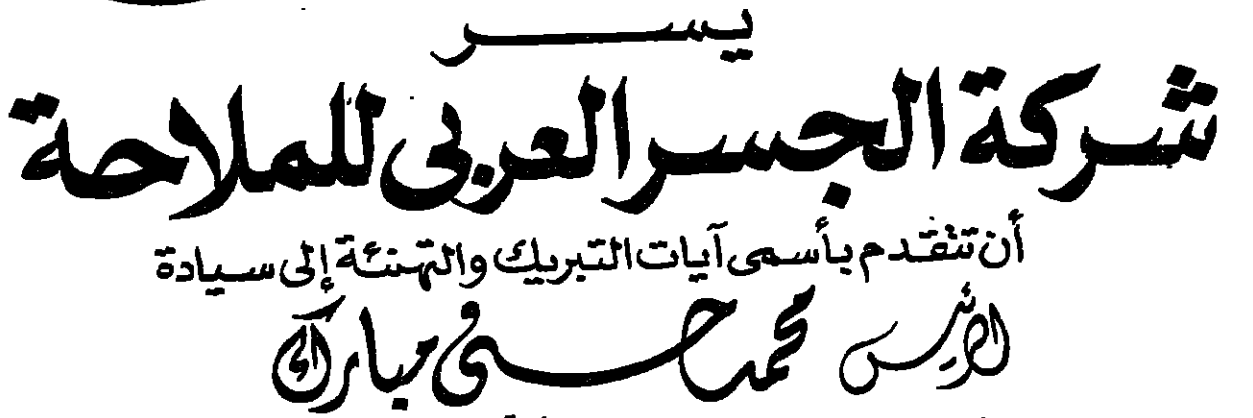 يسر
شركة الجسر العربى للملاحة
أن تتقدم بأسمى آيات التبريك والتهنئة إلى سيادة
الرئيس محمد حسنى مبارك